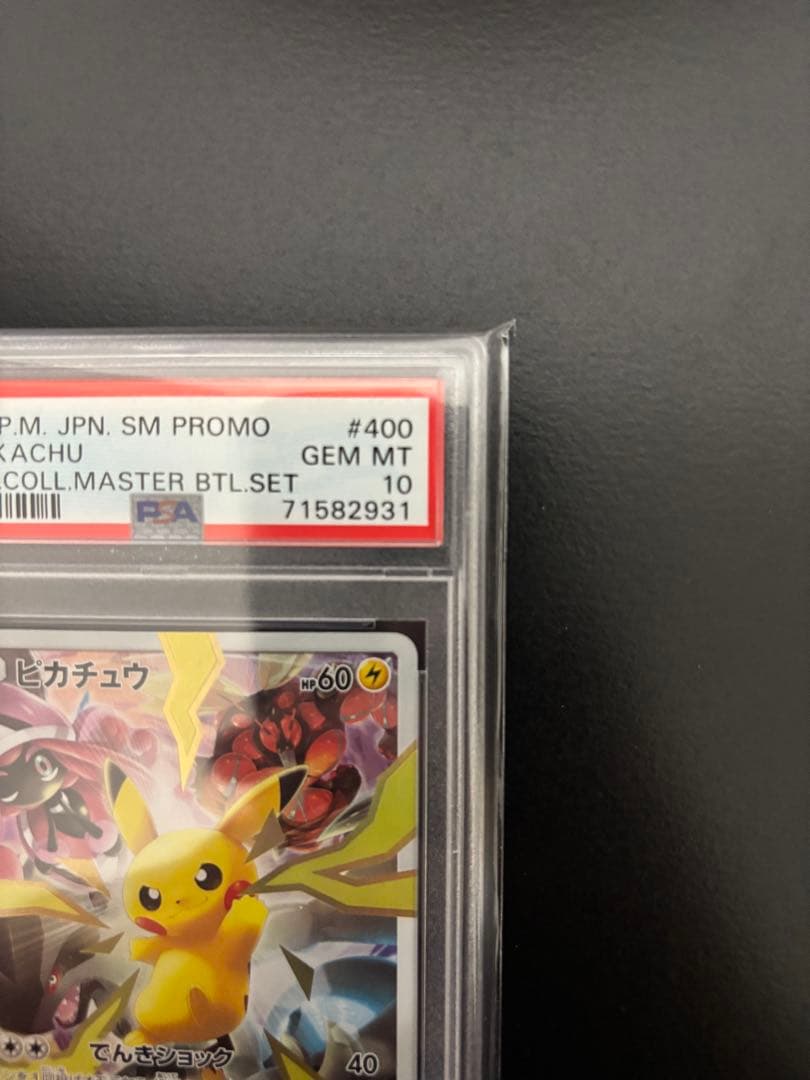 P.M. JPN. SM PROMO #400
KACHU GEM MT
.COLL.MASTER BTL.SET 10
PSA 71582931
ピカチュウ HP60
でんきショック 40